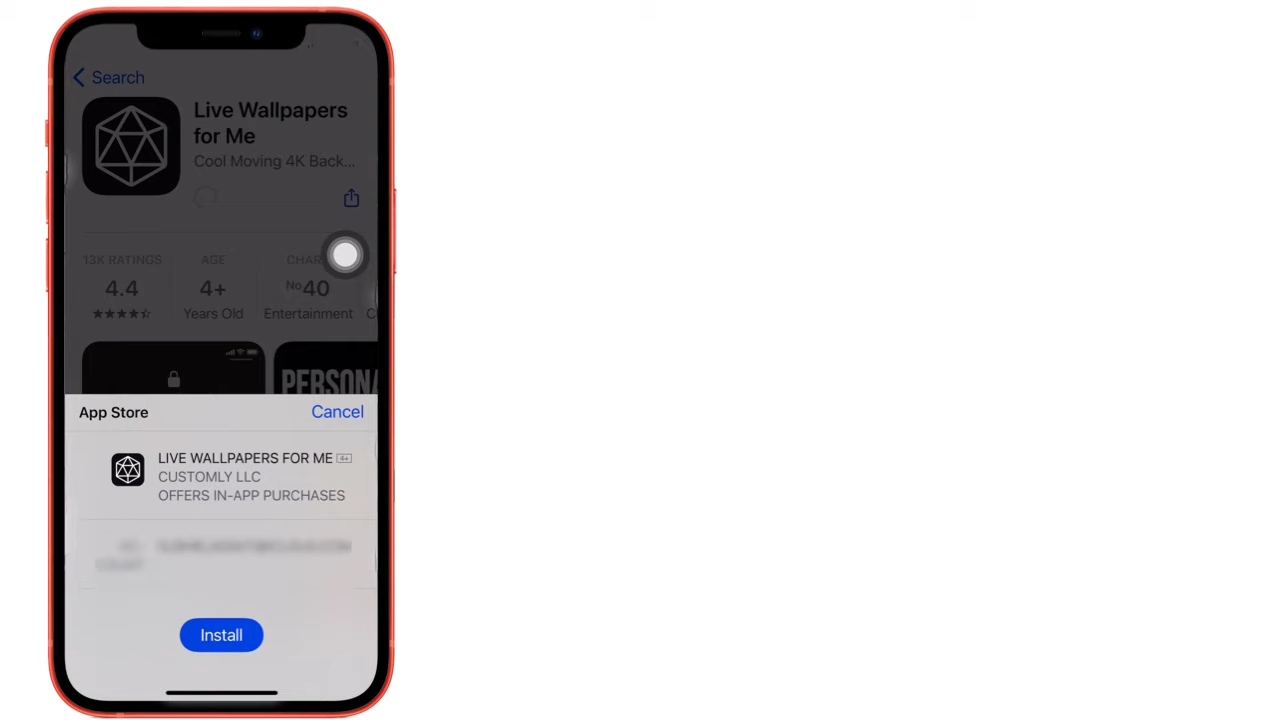 Search
Live Wallpapers
for Me
Cool Moving 4K Back...
13K RATINGS
AGE
CHAR
4.4
4+
No40
Years Old
Entertainment
PERSONA
App Store
Cancel
LIVE WALLPAPERS FOR ME 4+
CUSTOMLY LLC
OFFERS IN-APP PURCHASES
Install